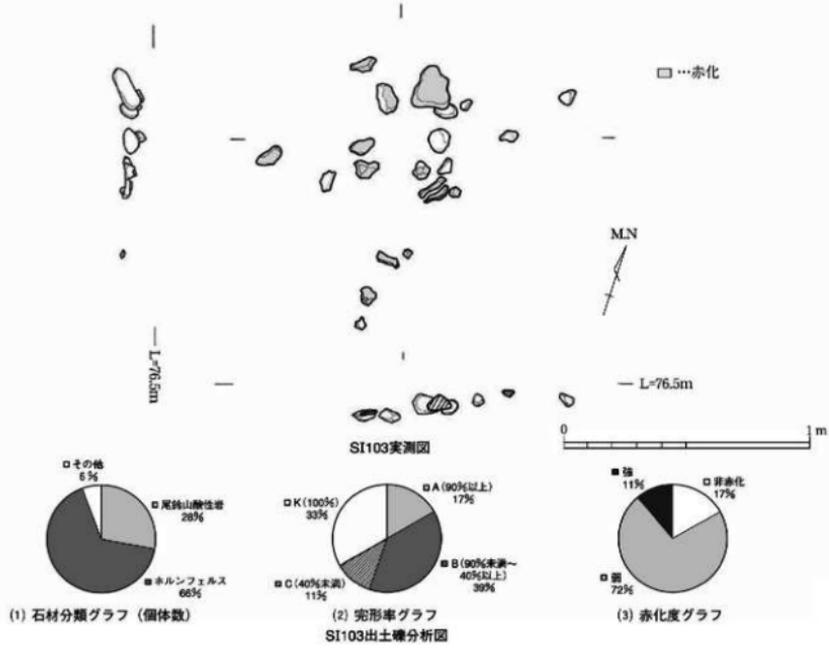 …赤化
M.N
L=76.5m
L=76.5m
SI103実測図
0
1m
その他
6%
尾鈴山酸性岩
28%
ホルンフェルス
66%
(1) 石材分類グラフ（個体数）
K(100%)
33%
A(90%以上)
17%
B(90%未満～
40%以上)
39%
C(40%未満)
11%
(2) 完形率グラフ
強
11%
非赤化
17%
弱
72%
(3) 赤化度グラフ
SI103出土礫分析図